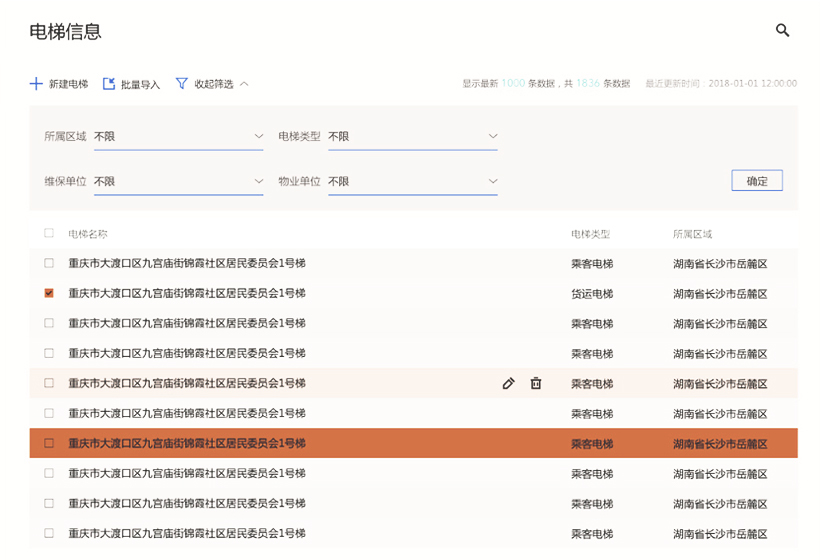 电梯信息
新建电梯 批量导入 收起筛选 显示最新 1000 条数据，共 1836 条数据 最近更新时间：2018-01-01 12:00:00
所属区域 不限 电梯类型 不限
维保单位 不限 物业单位 不限 确定
电梯名称 电梯类型 所属区域
重庆市大渡口区九宫庙街锦霞社区居民委员会1号梯 乘客电梯 湖南省长沙市岳麓区
重庆市大渡口区九宫庙街锦霞社区居民委员会1号梯 货运电梯 湖南省长沙市岳麓区
重庆市大渡口区九宫庙街锦霞社区居民委员会1号梯 乘客电梯 湖南省长沙市岳麓区
重庆市大渡口区九宫庙街锦霞社区居民委员会1号梯 乘客电梯 湖南省长沙市岳麓区
重庆市大渡口区九宫庙街锦霞社区居民委员会1号梯 乘客电梯 湖南省长沙市岳麓区
重庆市大渡口区九宫庙街锦霞社区居民委员会1号梯 乘客电梯 湖南省长沙市岳麓区
重庆市大渡口区九宫庙街锦霞社区居民委员会1号梯 乘客电梯 湖南省长沙市岳麓区
重庆市大渡口区九宫庙街锦霞社区居民委员会1号梯 乘客电梯 湖南省长沙市岳麓区
重庆市大渡口区九宫庙街锦霞社区居民委员会1号梯 乘客电梯 湖南省长沙市岳麓区
重庆市大渡口区九宫庙街锦霞社区居民委员会1号梯 乘客电梯 湖南省长沙市岳麓区